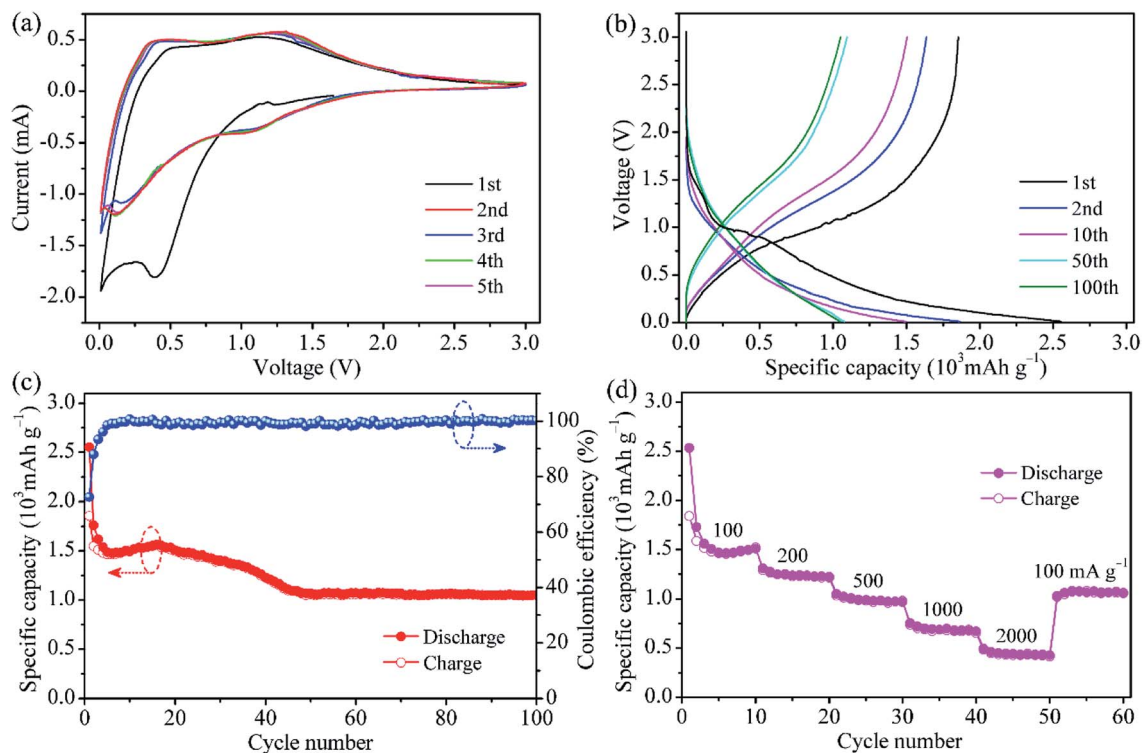 (a)
Current (mA)
0.5
0.0
-0.5
-1.0
-1.5
-2.0
1st
2nd
3rd
4th
5th
0.0 0.5 1.0 1.5 2.0 2.5 3.0
Voltage (V)
(b)
Voltage (V)
3.0
2.5
2.0
1.5
1.0
0.5
0.0
1st
2nd
10th
50th
100th
0.0 0.5 1.0 1.5 2.0 2.5 3.0
Specific capacity (10³mAh g⁻¹)
(c)
Specific capacity (10³mAh g⁻¹)
3.0
2.5
2.0
1.5
1.0
0.5
0.0
Discharge
Charge
100
80
60
40
20
0
Coulombic efficiency (%)
0 20 40 60 80 100
Cycle number
(d)
Specific capacity (10³mAh g⁻¹)
3.0
2.5
2.0
1.5
1.0
0.5
0.0
Discharge
Charge
100
200
500
1000
2000
100 mA g⁻¹
0 10 20 30 40 50 60
Cycle number